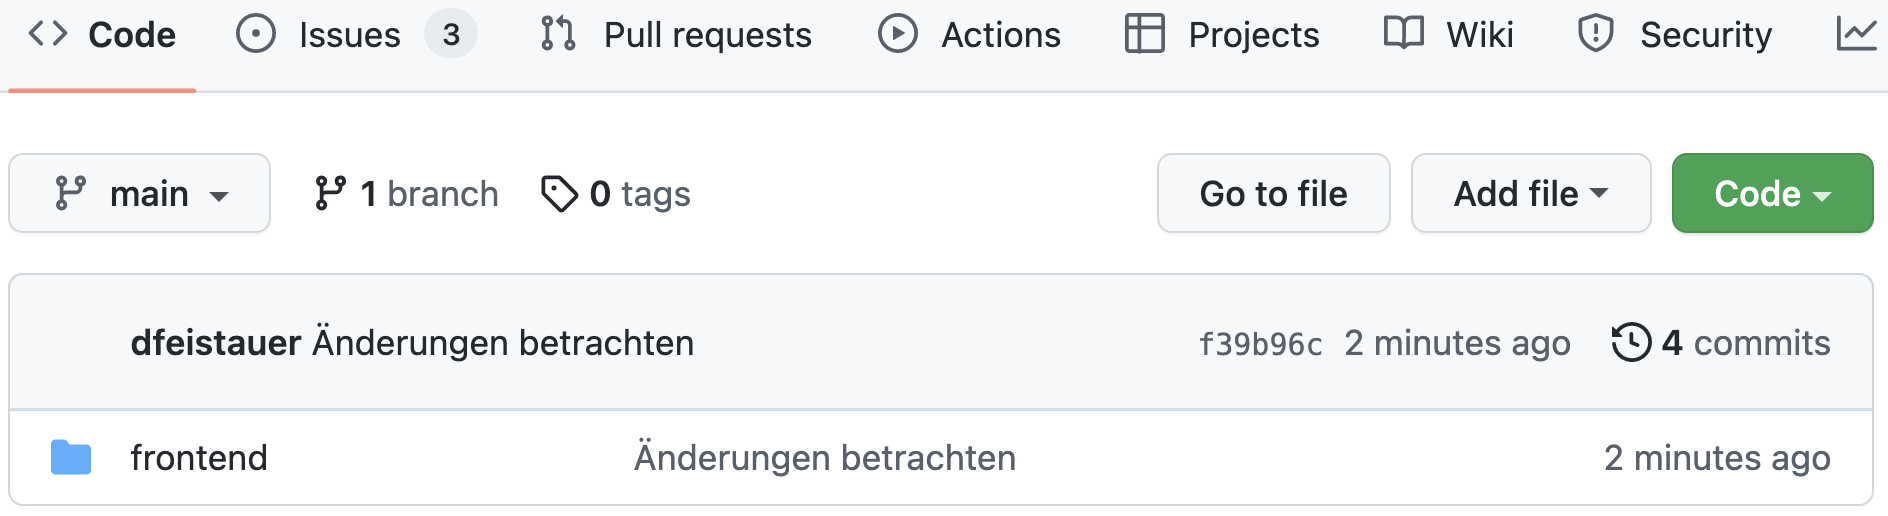 Code Issues 3 Pull requests Actions Projects Wiki Security
main 1 branch 0 tags Go to file Add file Code
dfeistauer Änderungen betrachten f39b96c 2 minutes ago 4 commits
frontend Änderungen betrachten 2 minutes ago